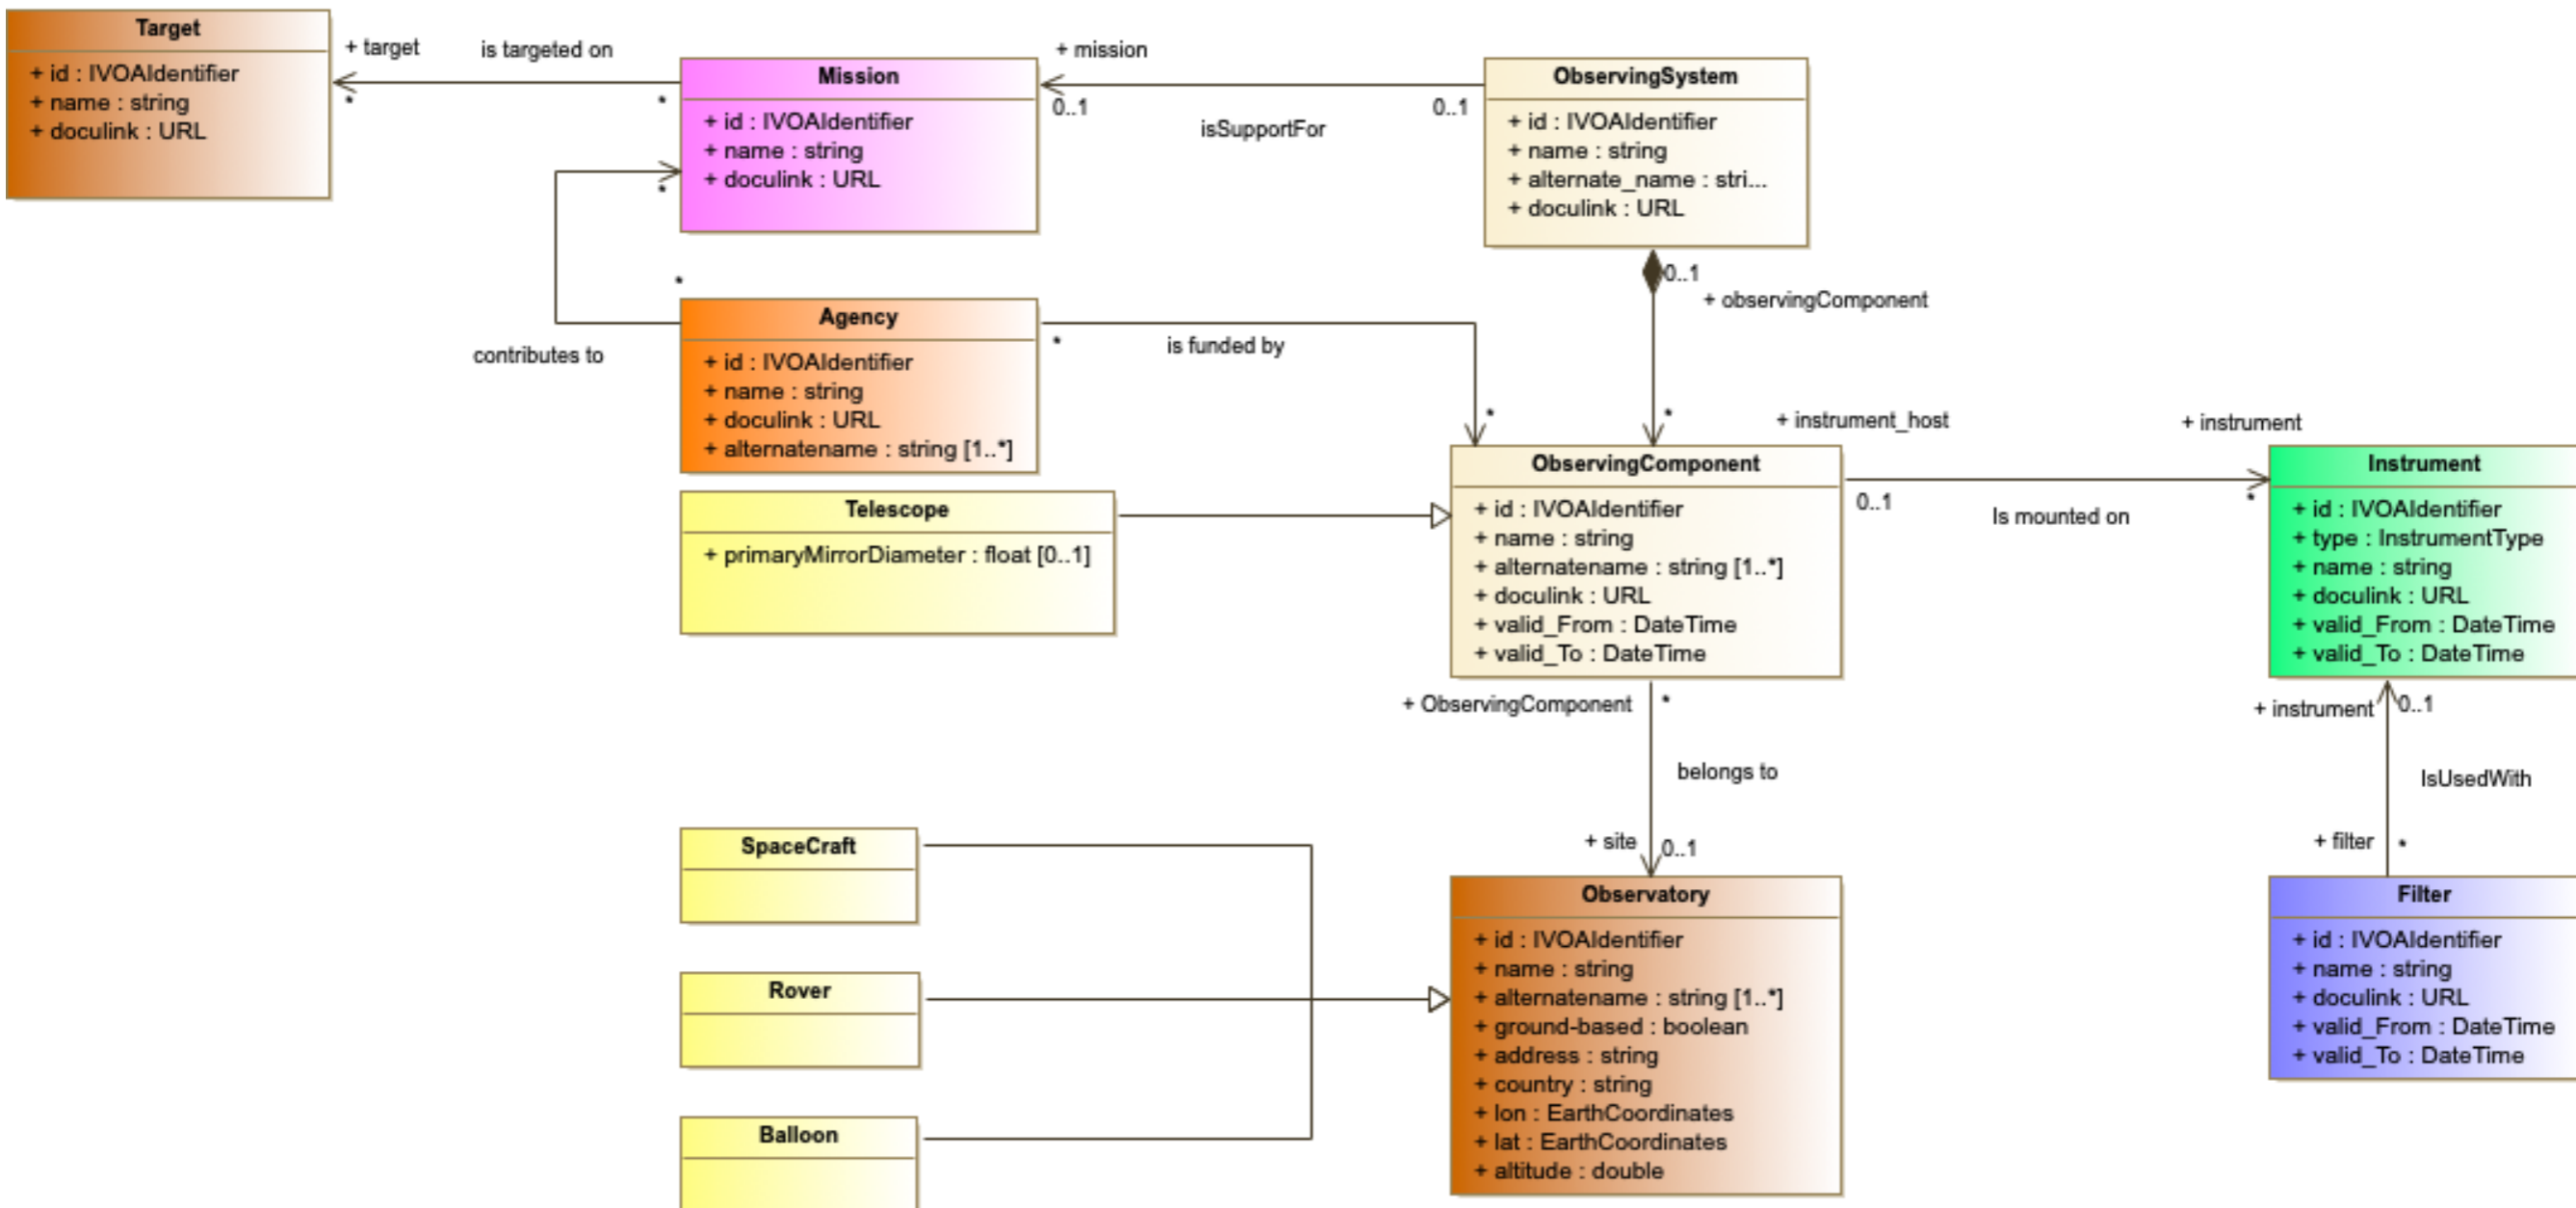 Target
+ id : IVOAIdentifier
+ name : string
+ doculink : URL
+ target
is targeted on
*
*
Mission
+ id : IVOAIdentifier
+ name : string
+ doculink : URL
+ mission
0..1
isSupportFor
0..1
ObservingSystem
+ id : IVOAIdentifier
+ name : string
+ alternate_name : stri...
+ doculink : URL
*
*
contributes to
Agency
+ id : IVOAIdentifier
+ name : string
+ doculink : URL
+ alternatename : string [1..*]
*
is funded by
*
0..1
+ observingComponent
*
Telescope
+ primaryMirrorDiameter : float [0..1]
ObservingComponent
+ id : IVOAIdentifier
+ name : string
+ alternatename : string [1..*]
+ doculink : URL
+ valid_From : DateTime
+ valid_To : DateTime
+ instrument_host
+ instrument
0..1
Is mounted on
*
Instrument
+ id : IVOAIdentifier
+ type : InstrumentType
+ name : string
+ doculink : URL
+ valid_From : DateTime
+ valid_To : DateTime
+ ObservingComponent
*
belongs to
+ site
0..1
+ instrument
0..1
IsUsedWith
+ filter
*
SpaceCraft
Rover
Balloon
Observatory
+ id : IVOAIdentifier
+ name : string
+ alternatename : string [1..*]
+ ground-based : boolean
+ address : string
+ country : string
+ lon : EarthCoordinates
+ lat : EarthCoordinates
+ altitude : double
Filter
+ id : IVOAIdentifier
+ name : string
+ doculink : URL
+ valid_From : DateTime
+ valid_To : DateTime